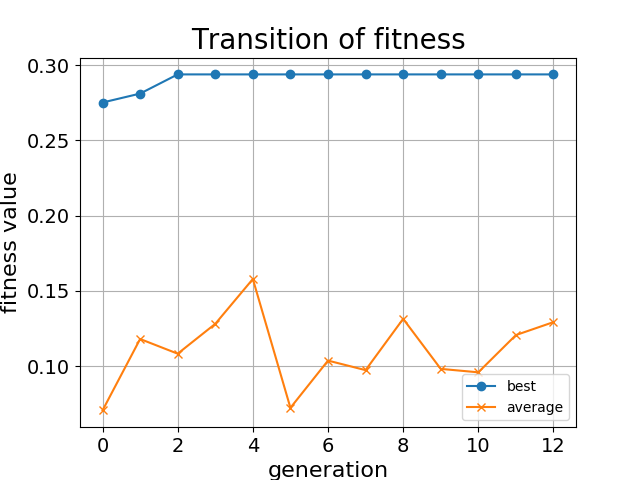 Transition of fitness
fitness value
0.30
0.25
0.20
0.15
0.10
0 2 4 6 8 10 12
generation
best
average